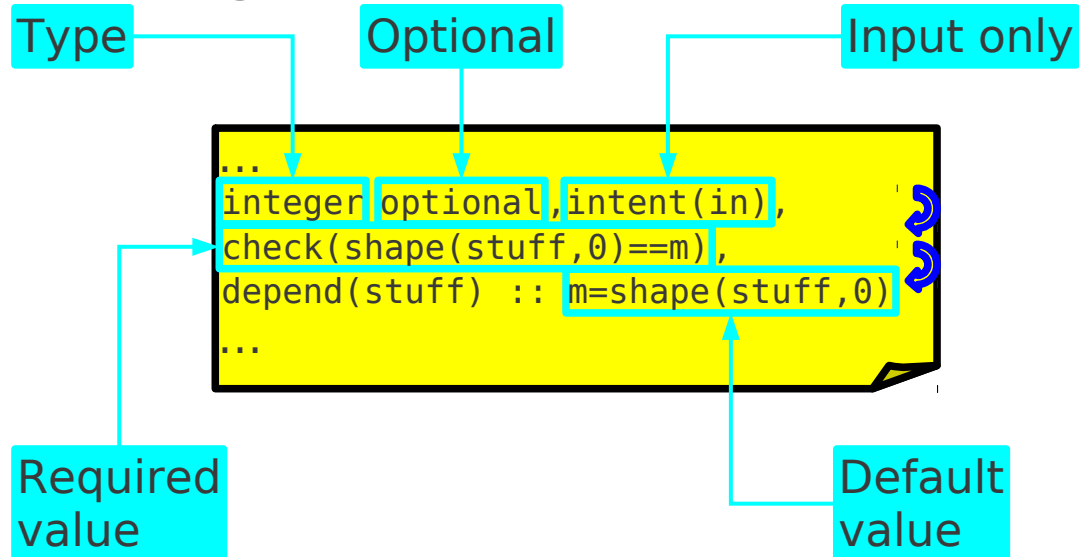 Type
Optional
Input only
...
integer optional,intent(in),
check(shape(stuff,0)==m),
depend(stuff) :: m=shape(stuff,0)
...
Required
value
Default
value